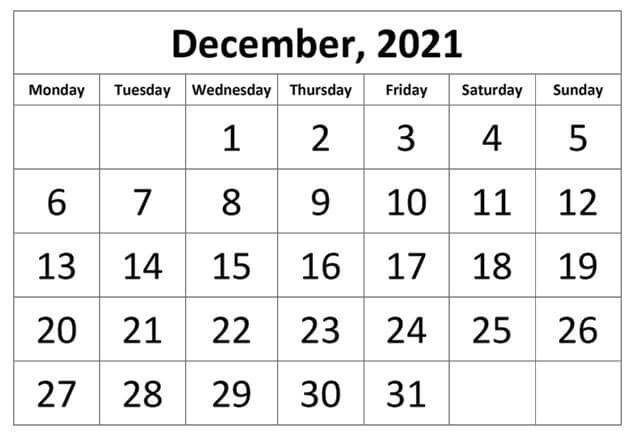 December, 2021
Monday Tuesday Wednesday Thursday Friday Saturday Sunday
1 2 3 4 5
6 7 8 9 10 11 12
13 14 15 16 17 18 19
20 21 22 23 24 25 26
27 28 29 30 31